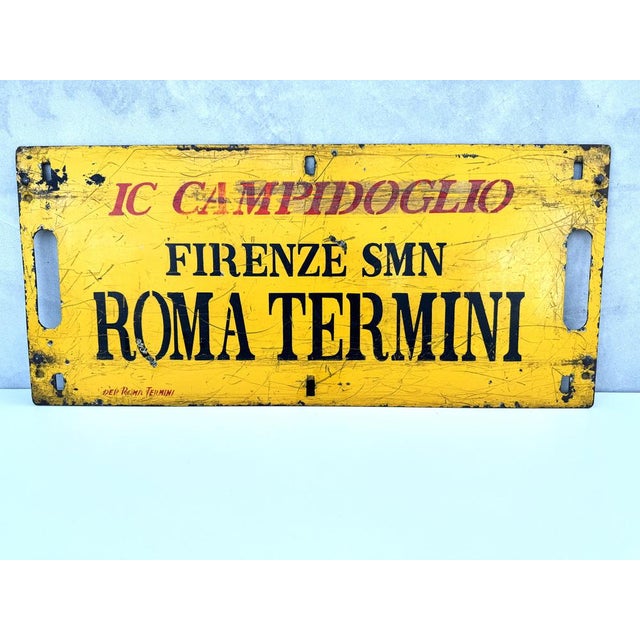 IC CAMPIDOGLIO
FIRENZE SMN
ROMA TERMINI
DEP ROMA TERMINI